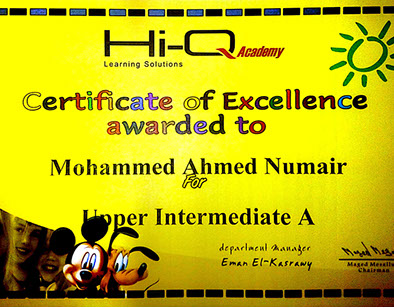 Hi-Q Academy
Learning Solutions
Certificate of Excellence
awarded to
Mohammed Ahmed Numair
For
Upper Intermediate A
department Manager
Eman El-Kasrawy
Maged
Chairman